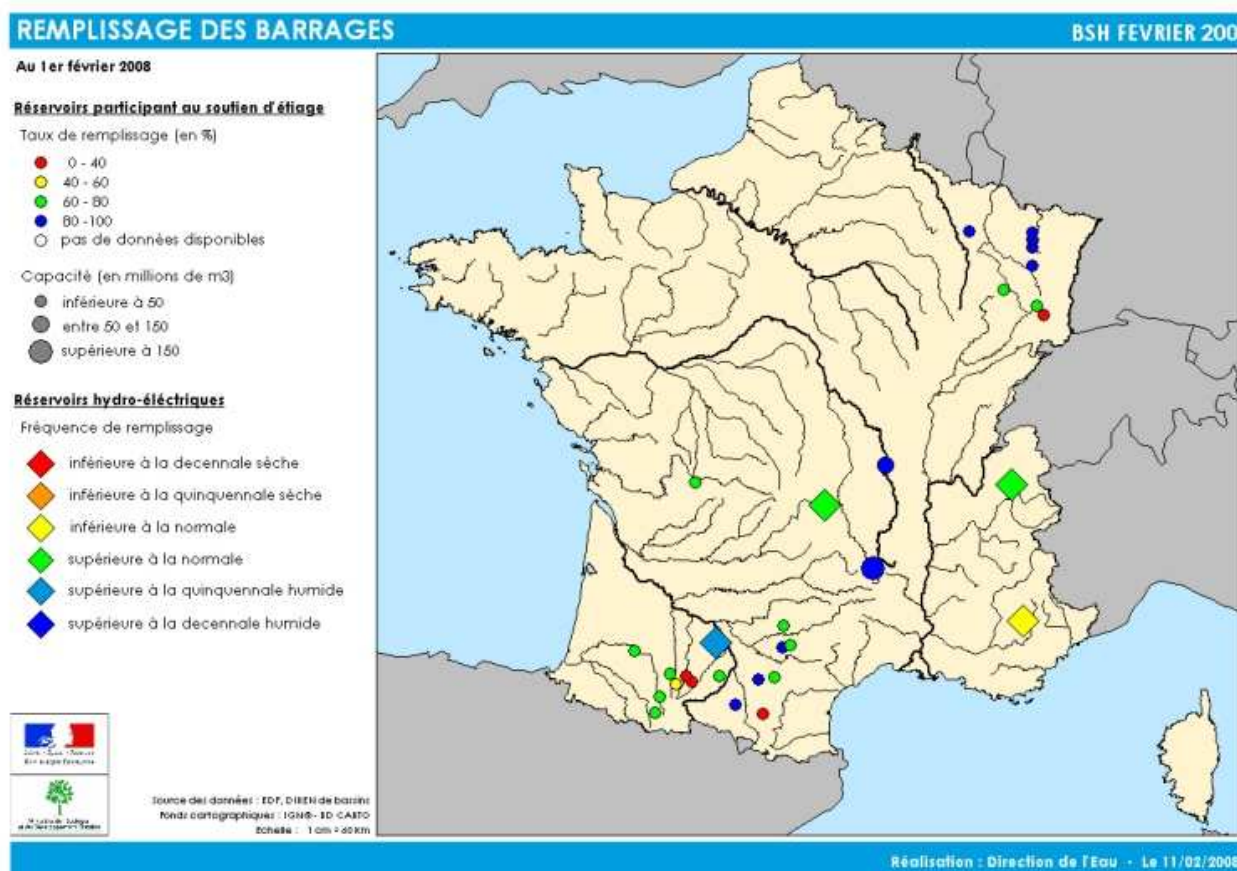 REMPLISSAGE DES BARRAGES
BSH FEVRIER 200
Au 1er février 2008
Réservoirs participant au soutien d'étiage
Taux de remplissage (en %)
0 - 40
40 - 60
60 - 80
80 -100
pas de données disponibles
Capacité (en millions de m3)
inférieure à 50
entre 50 et 150
supérieure à 150
Réservoirs hydro-éléctriques
Fréquence de remplissage
inférieure à la decennale sèche
inférieure à la quinquennale sèche
inférieure à la normale
supérieure à la normale
supérieure à la quinquennale humide
supérieure à la decennale humide
Source des données : EDF, DIREN de bassins
Fonds cartographiques : IGN® - BD CARTO
Echelle : 1 cm = 60 Km
Réalisation : Direction de l'Eau - Le 11/02/2008